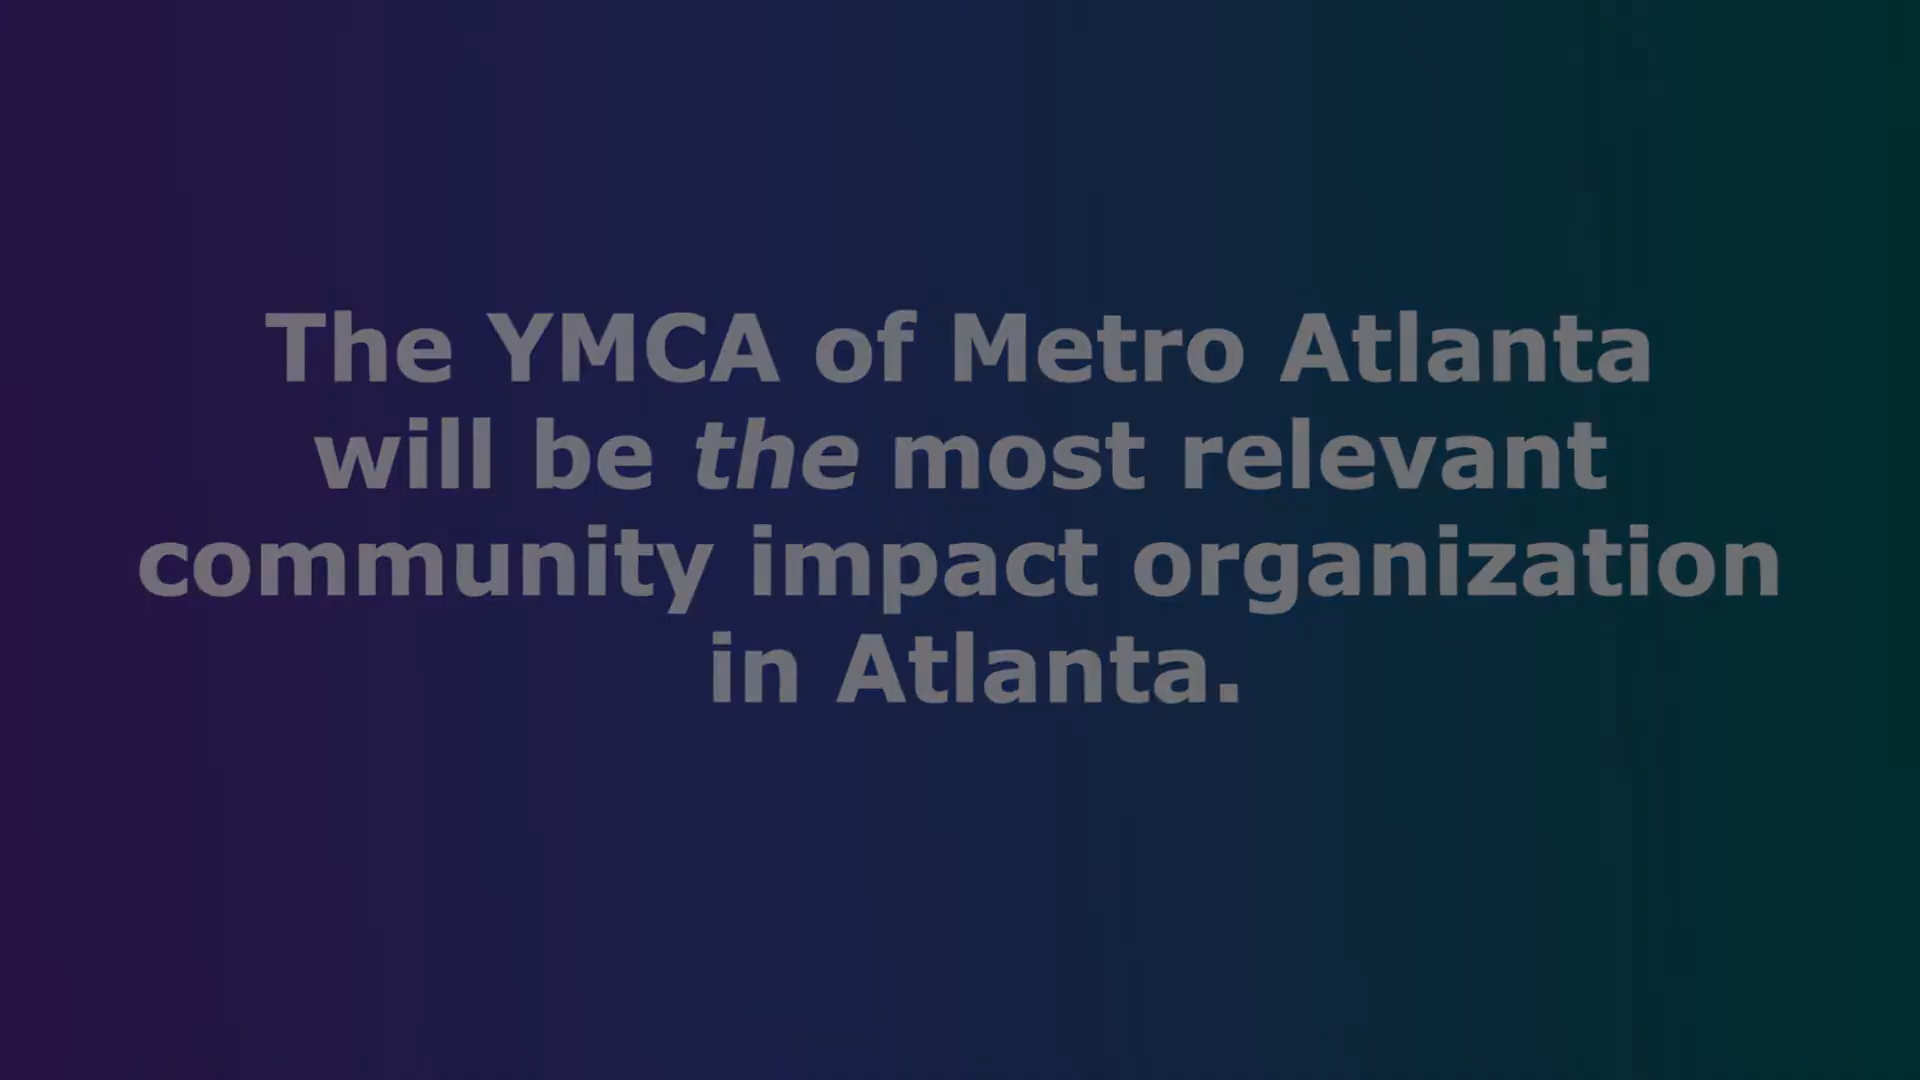 The YMCA of Metro Atlanta
will be the most relevant
community impact organization
in Atlanta.